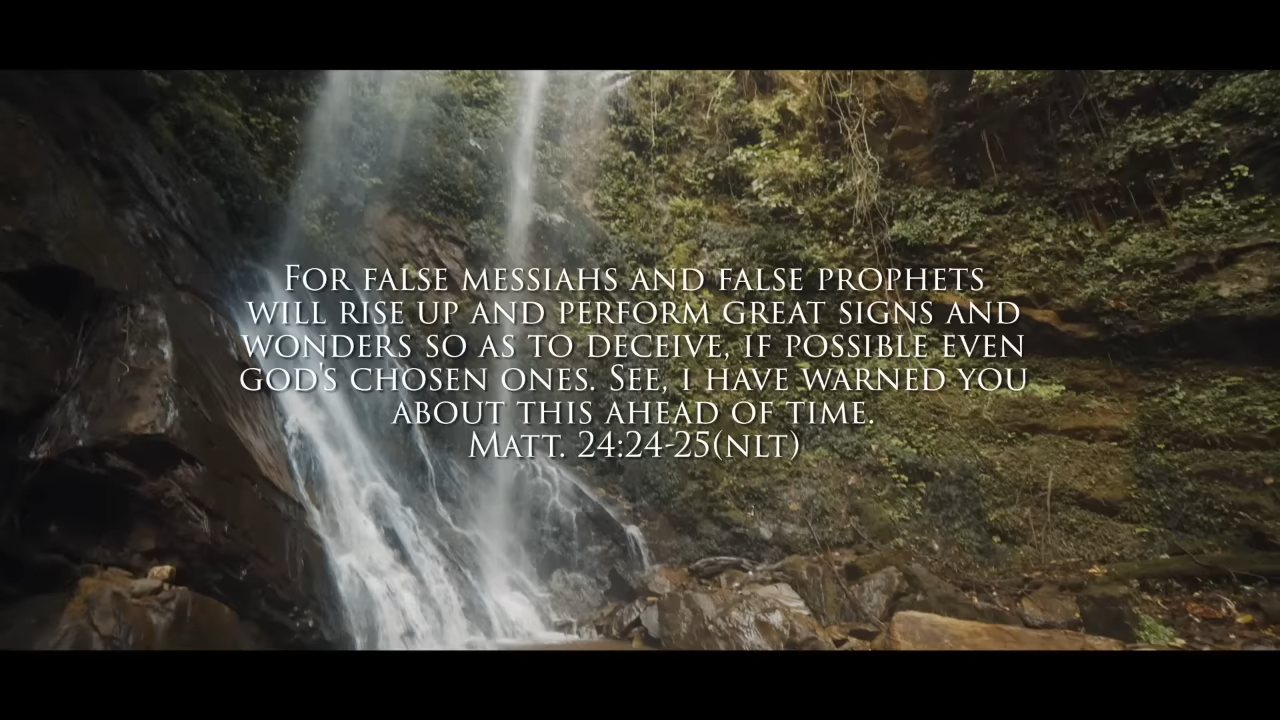 For false messiahs and false prophets
will rise up and perform great signs and
wonders so as to deceive, if possible even
God's chosen ones. See, I have warned you
about this ahead of time.
Matt. 24:24-25(NLT)